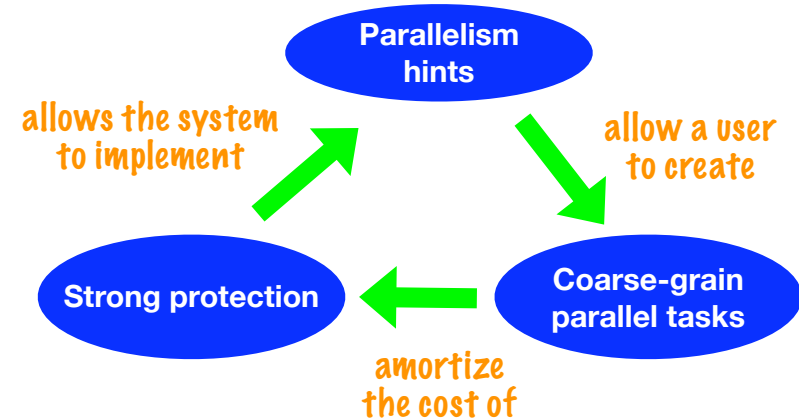 Parallelism
hints
allows the system
to implement
allow a user
to create
Strong protection
Coarse-grain
parallel tasks
amortize
the cost of